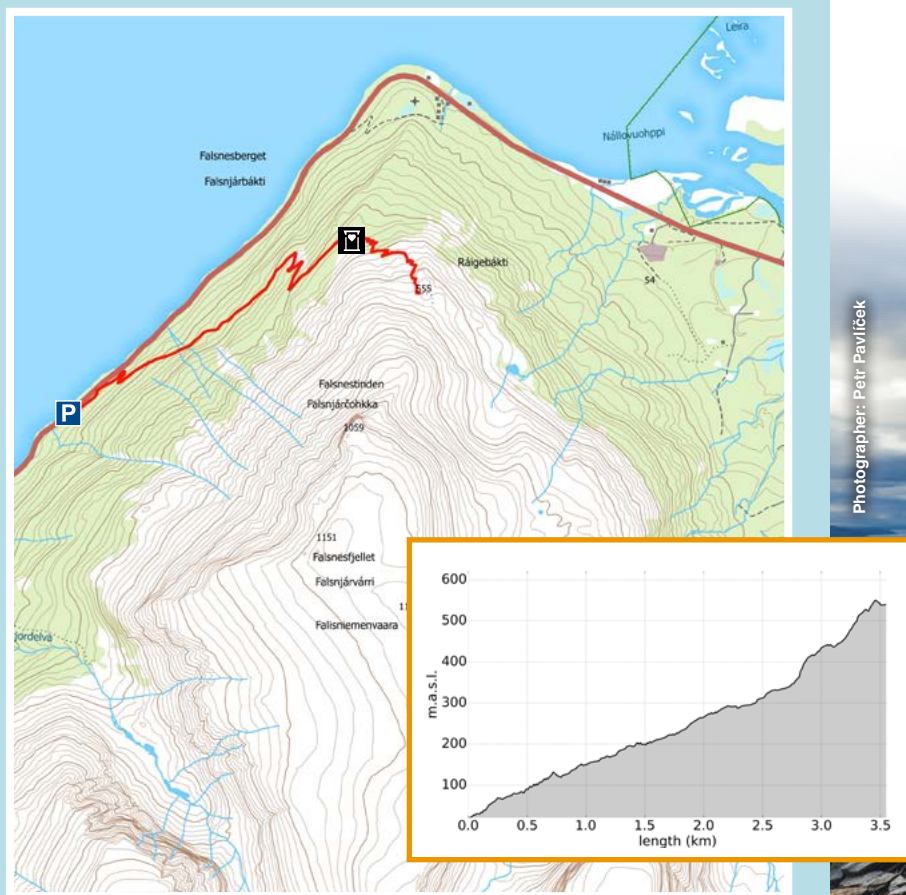 Leira
Nállovuohppi
Falsnesberget
Falsnjárbákti
Ráigebákti
555
54
P
Falsnestinden
Falsnjárčohkka
1059
1151
Falsnesfjellet
Falsnjárvárri
11
Falisniemenvaara
jordelva
Photographer: Petr Pavlíček
600
500
400
300
200
100
m.a.s.l.
0.0 0.5 1.0 1.5 2.0 2.5 3.0 3.5
length (km)